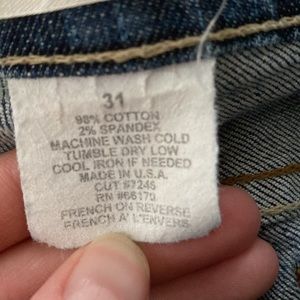 31
98% COTTON
2% SPANDEX
MACHINE WASH COLD
TUMBLE DRY LOW
COOL IRON IF NEEDED
MADE IN U.S.A.
CUT #7245
RN #66170
FRENCH ON REVERSE
FRENCH A L'ENVERS